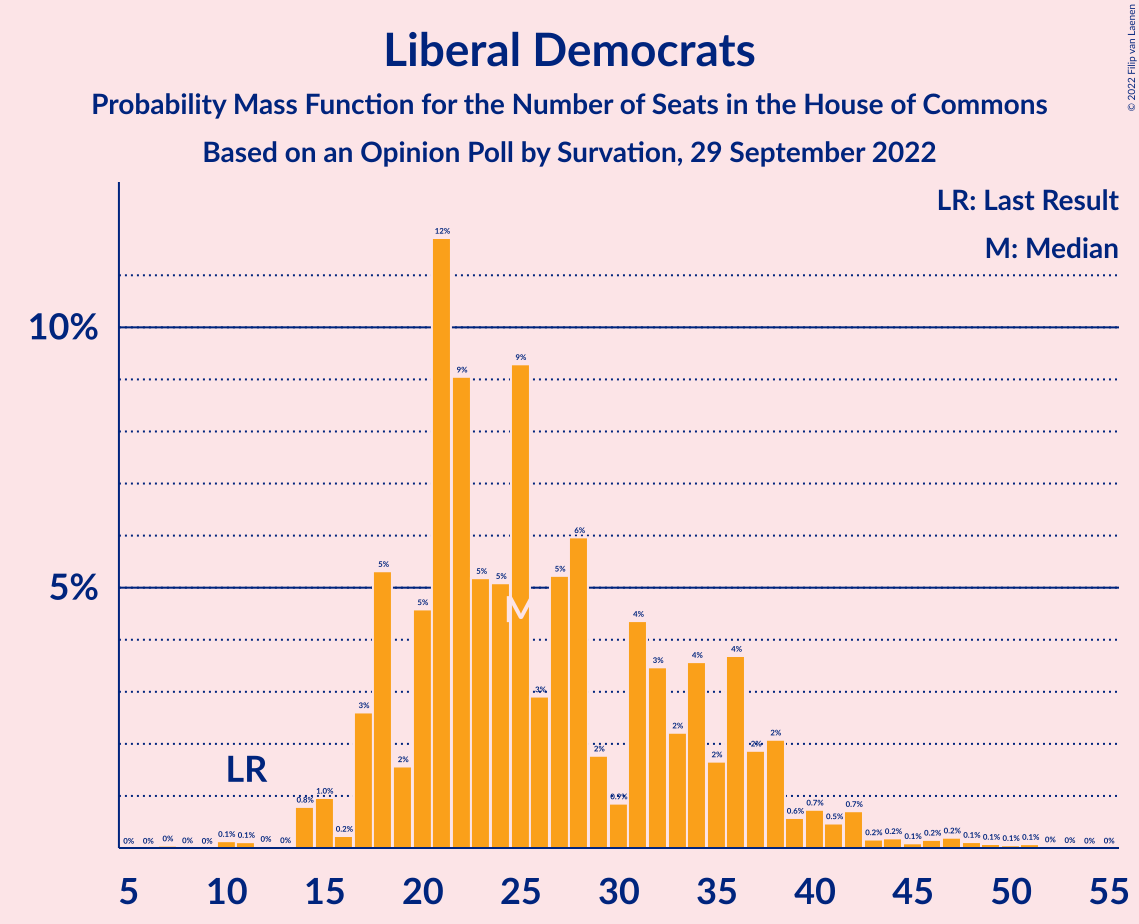 © 2022 Filip van Laenen
Liberal Democrats
Probability Mass Function for the Number of Seats in the House of Commons
Based on an Opinion Poll by Survation, 29 September 2022
LR: Last Result
M: Median
10%
5%
LR
M
0% 0% 0% 0% 0% 0.1% 0.1% 0% 0% 0.8% 1.0% 0.2% 3% 5% 2% 5% 12% 9% 5% 5% 9% 3% 5% 6% 2% 0.9% 4% 3% 2% 4% 2% 4% 2% 2% 0.6% 0.7% 0.5% 0.7% 0.2% 0.2% 0.1% 0.2% 0.2% 0.1% 0.1% 0.1% 0.1% 0% 0% 0% 0%
5 10 15 20 25 30 35 40 45 50 55